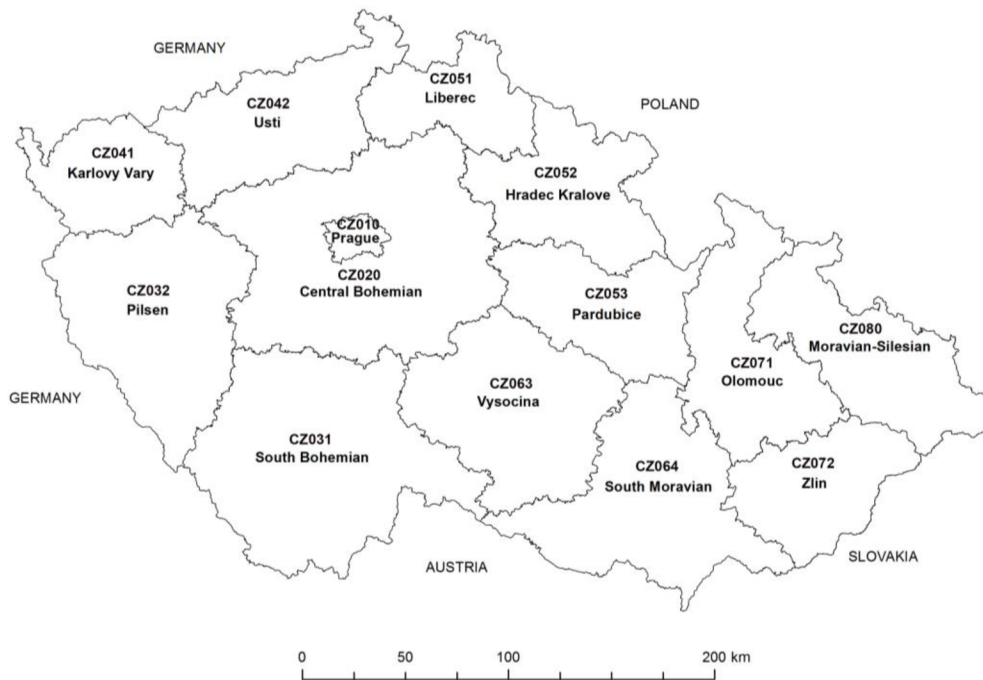 GERMANY
CZ051
Liberec
CZ042
Usti
POLAND
CZ041
Karlovy Vary
CZ052
Hradec Kralove
CZ010
Prague
CZ020
Central Bohemian
CZ032
Pilsen
CZ053
Pardubice
CZ080
Moravian-Silesian
CZ071
Olomouc
CZ063
Vysocina
GERMANY
CZ031
South Bohemian
CZ064
South Moravian
CZ072
Zlin
AUSTRIA
SLOVAKIA
0 50 100 200 km